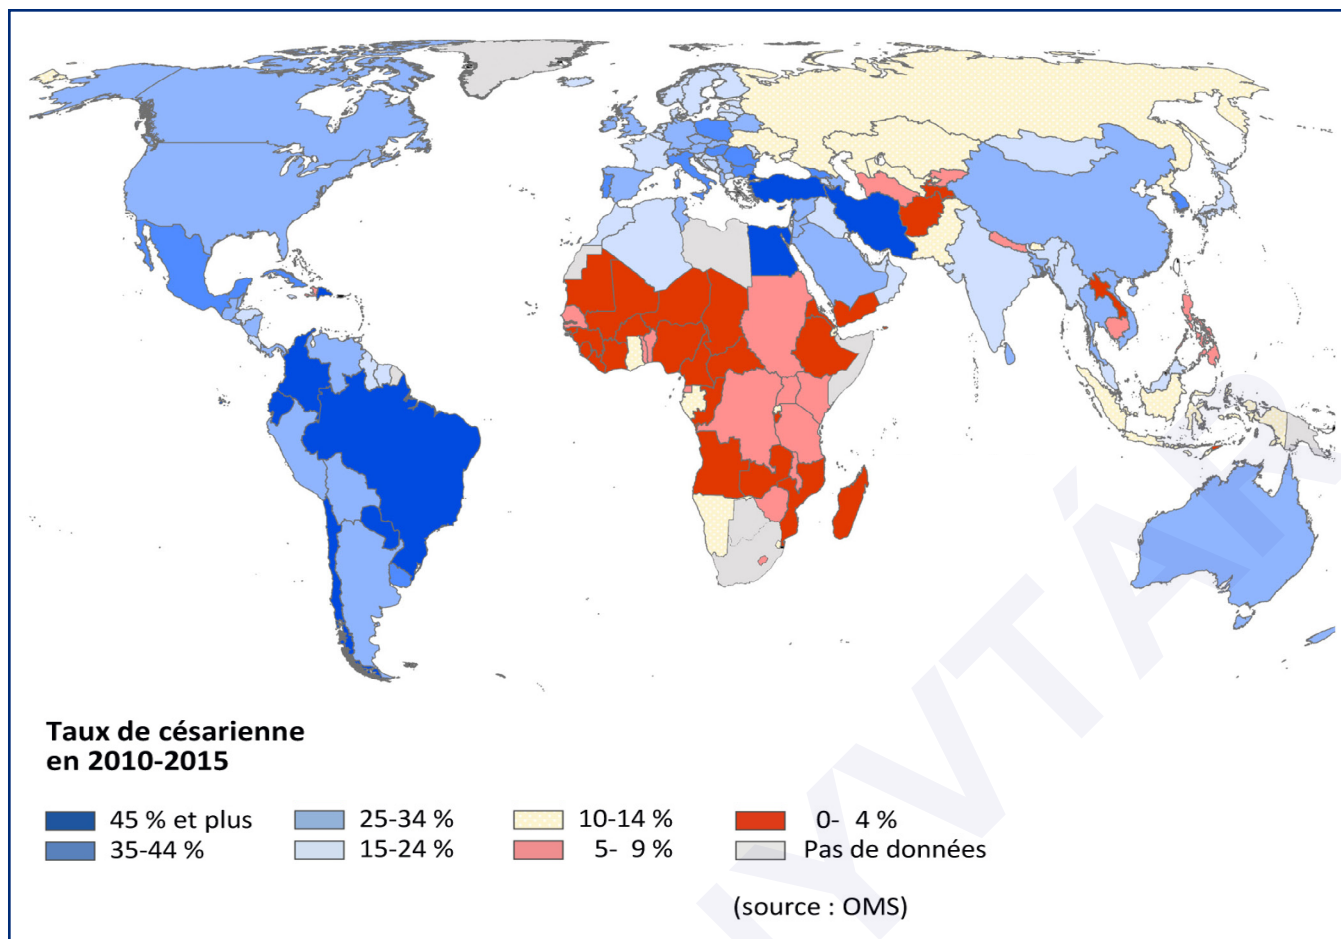 Taux de césarienne
en 2010-2015
45 % et plus
35-44 %
25-34 %
15-24 %
10-14 %
5- 9 %
0- 4 %
Pas de données
(source : OMS)
NYVTÁR